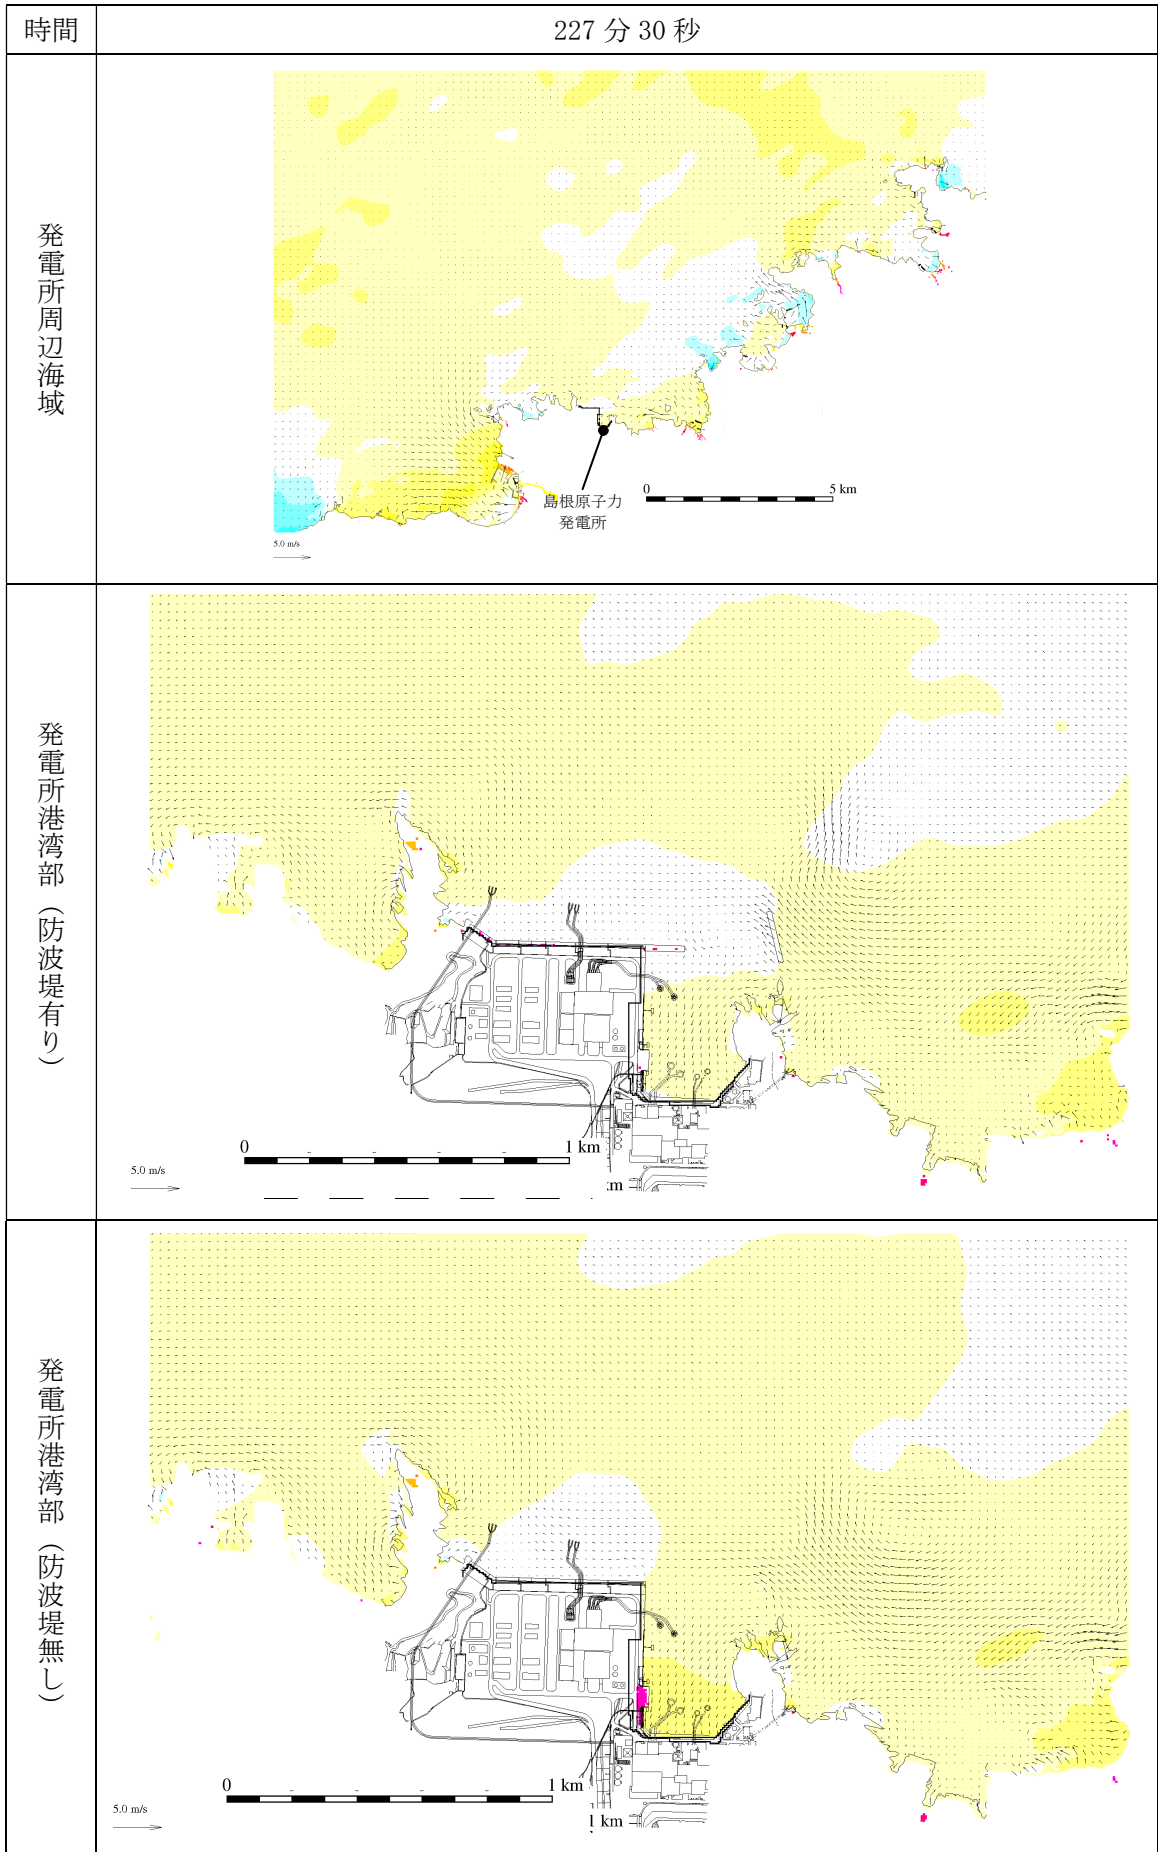 時間
227 分 30 秒
発電所周辺海域
島根原子力
発電所
0
5 km
5.0 m/s
発電所港湾部（防波堤有り）
0
1 km
5.0 m/s
km
発電所港湾部（防波堤無し）
0
1 km
5.0 m/s
1 km